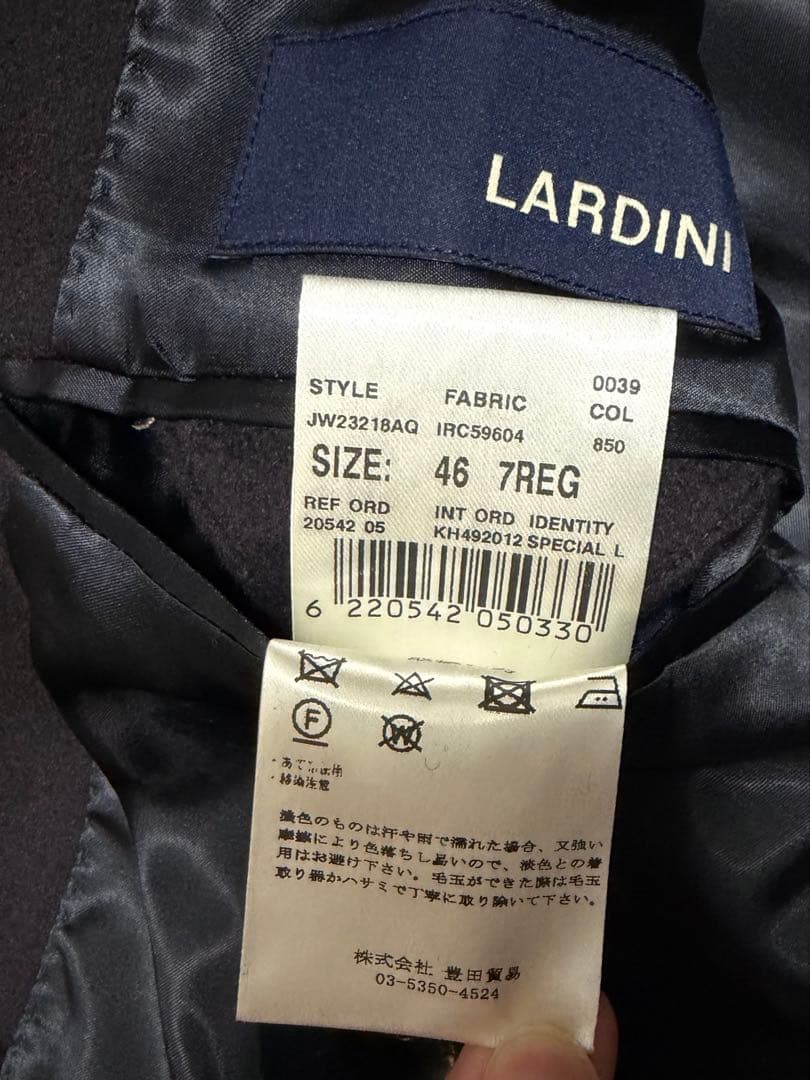 LARDINI
0039
STYLE FABRIC COL
JW23218AQ IRC59604 850
SIZE: 46 7REG
REF ORD INT ORD IDENTITY
20542 05 KH492012 SPECIAL L
6 220542 050330
F W
・あて布使用
濃色のものは汗や雨で濡れた場合、又強い
摩擦により色落ちし易いので、淡色との着
用はお避け下さい。毛玉ができた際は毛玉
取り器かハサミで丁寧に取り除いて下さい。
株式会社 豊田貿易
03-5350-4524